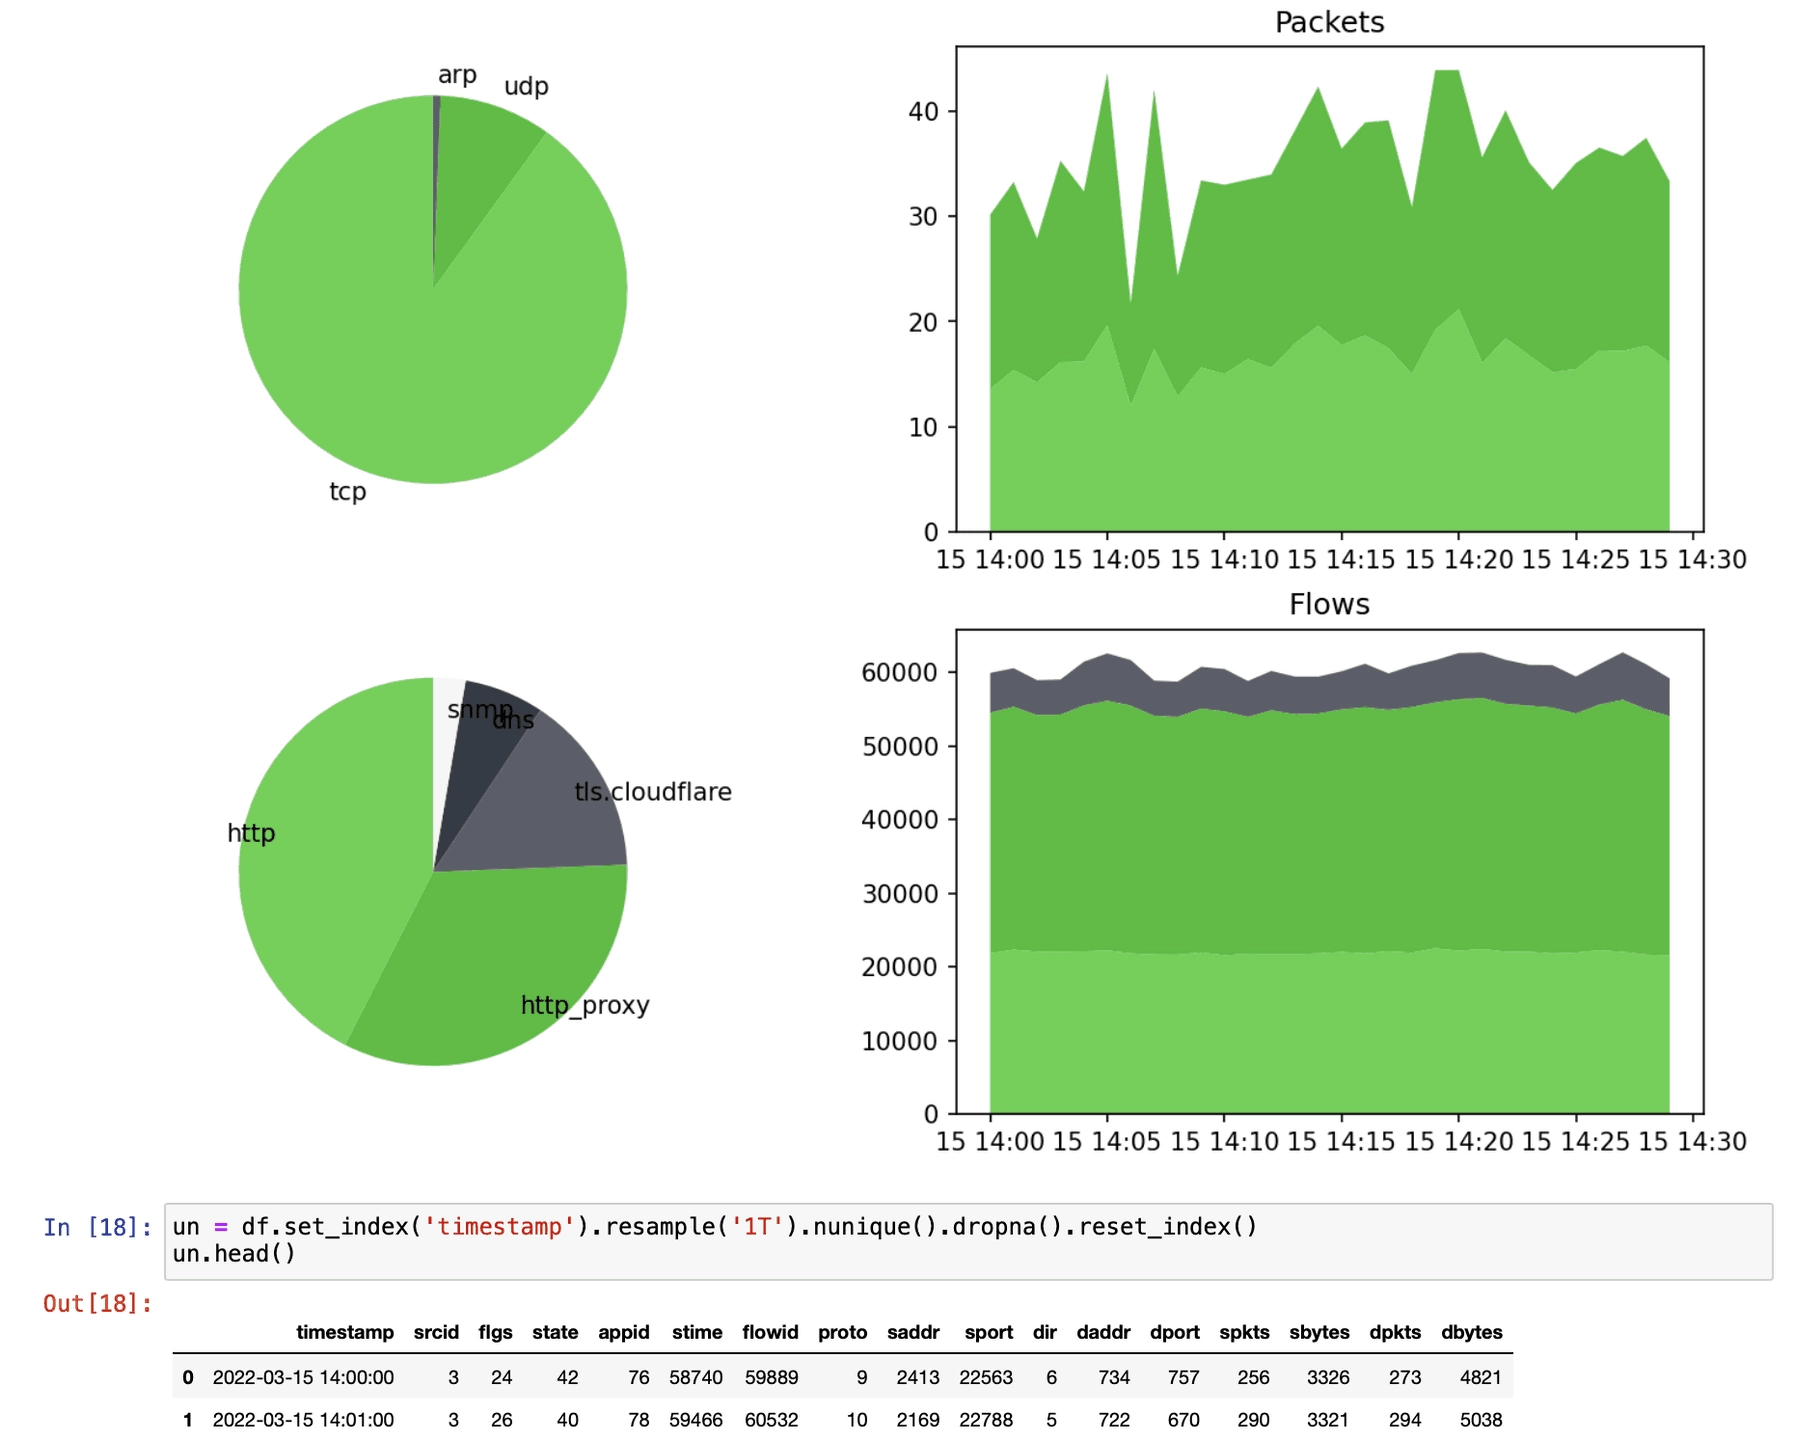 arp
udp
tcp
Packets
40
30
20
10
0
15 14:00 15 14:05 15 14:10 15 14:15 15 14:20 15 14:25 15 14:30
snmp
dns
tls.cloudflare
http
http_proxy
Flows
60000
50000
40000
30000
20000
10000
0
15 14:00 15 14:05 15 14:10 15 14:15 15 14:20 15 14:25 15 14:30
In [18]: un = df.set_index('timestamp').resample('1T').nunique().dropna().reset_index()
un.head()
Out[18]:
timestamp srcid flgs state appid stime flowid proto saddr sport dir daddr dport spkts sbytes dpkts dbytes
0 2022-03-15 14:00:00 3 24 42 76 58740 59889 9 2413 22563 6 734 757 256 3326 273 4821
1 2022-03-15 14:01:00 3 26 40 78 59466 60532 10 2169 22788 5 722 670 290 3321 294 5038